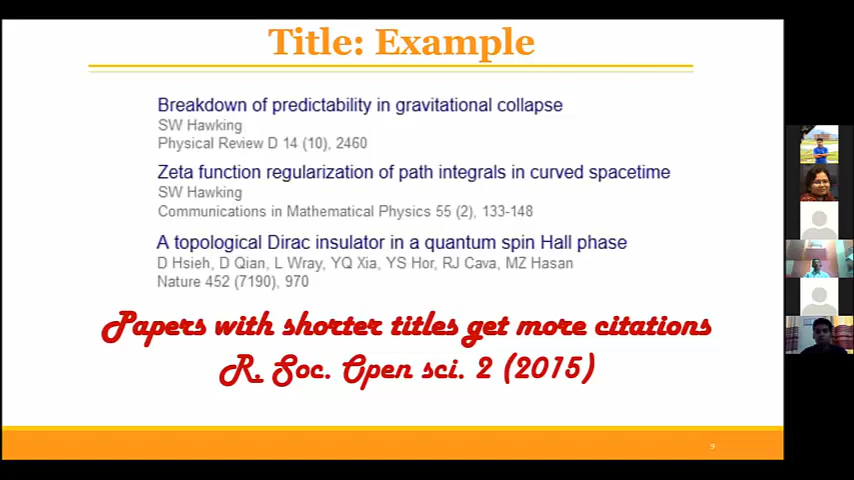 Title: Example
Breakdown of predictability in gravitational collapse
SW Hawking
Physical Review D 14 (10), 2460
Zeta function regularization of path integrals in curved spacetime
SW Hawking
Communications in Mathematical Physics 55 (2), 133-148
A topological Dirac insulator in a quantum spin Hall phase
D Hsieh, D Qian, L Wray, YQ Xia, YS Hor, RJ Cava, MZ Hasan
Nature 452 (7190), 970
Papers with shorter titles get more citations
R. Soc. Open sci. 2 (2015)
9